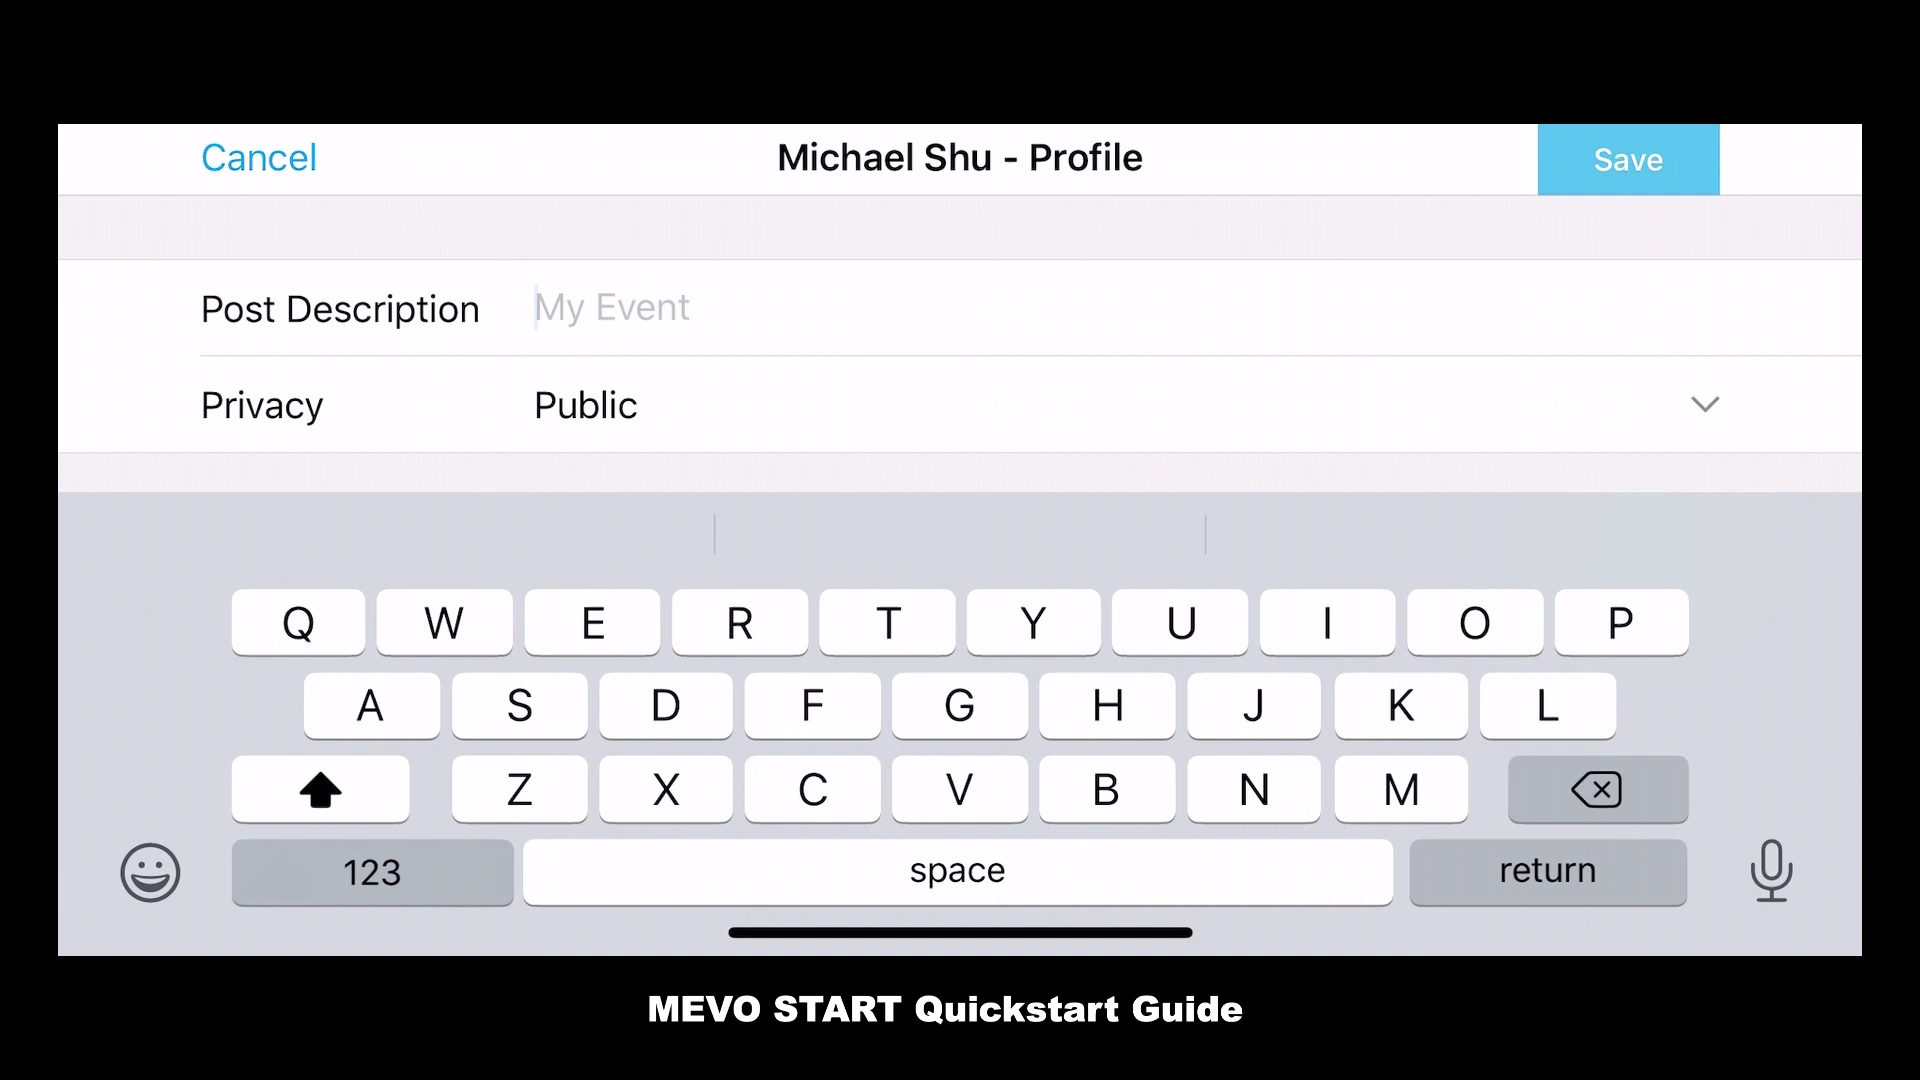 Cancel Michael Shu - Profile Save
Post Description My Event
Privacy Public
Q W E R T Y U I O P
A S D F G H J K L
Z X C V B N M
123 space return
MEVO START Quickstart Guide